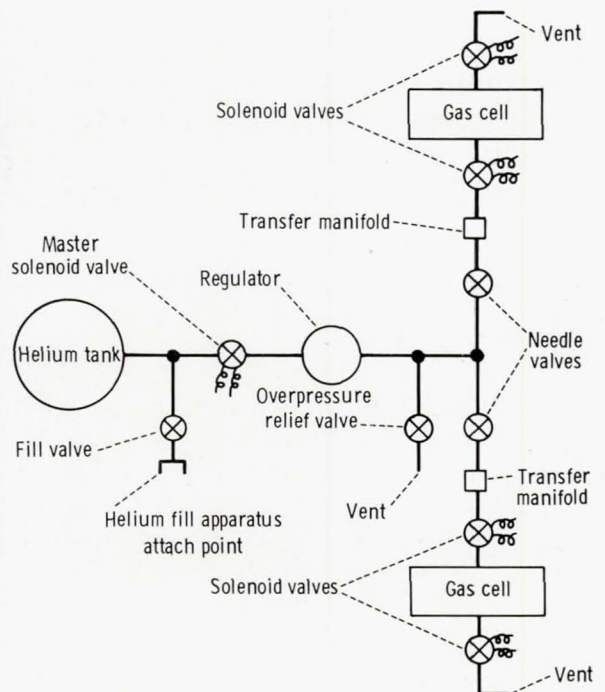 Vent
Solenoid valves
Gas cell
Transfer manifold
Master
solenoid valve
Regulator
Helium tank
Needle
valves
Overpressure
relief valve
Fill valve
Transfer
manifold
Vent
Helium fill apparatus
attach point
Solenoid valves
Gas cell
Vent